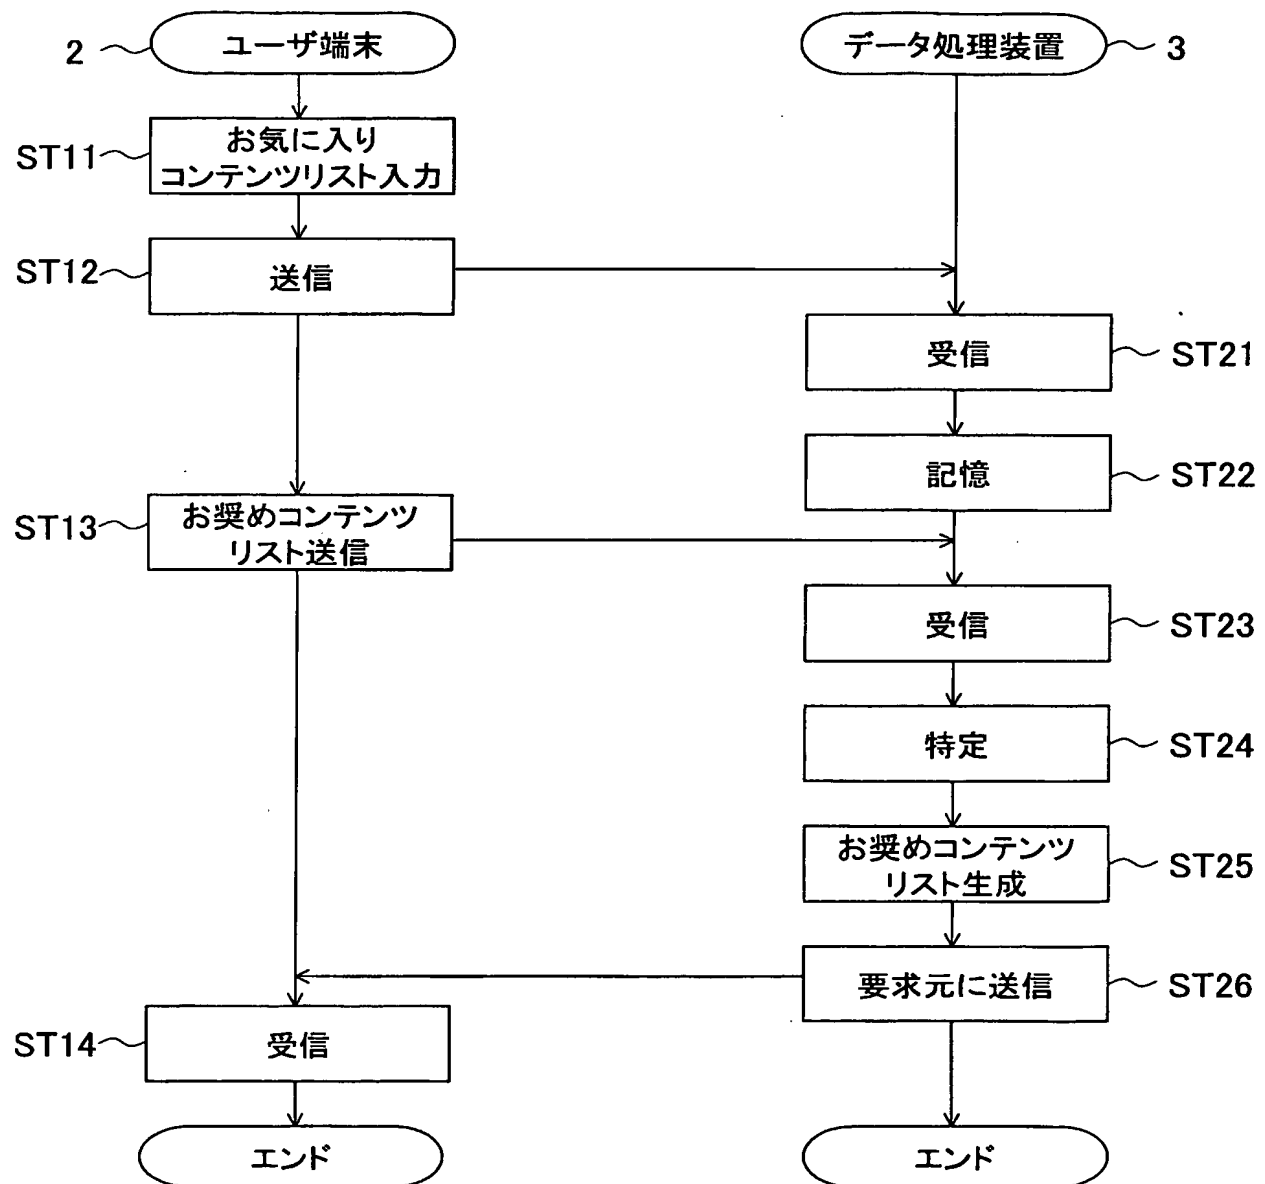 2
ユーザ端末
データ処理装置
3
ST11
お気に入り
コンテンツリスト入力
ST12
送信
受信
ST21
記憶
ST22
ST13
お奨めコンテンツ
リスト送信
受信
ST23
特定
ST24
お奨めコンテンツ
リスト生成
ST25
要求元に送信
ST26
ST14
受信
エンド
エンド